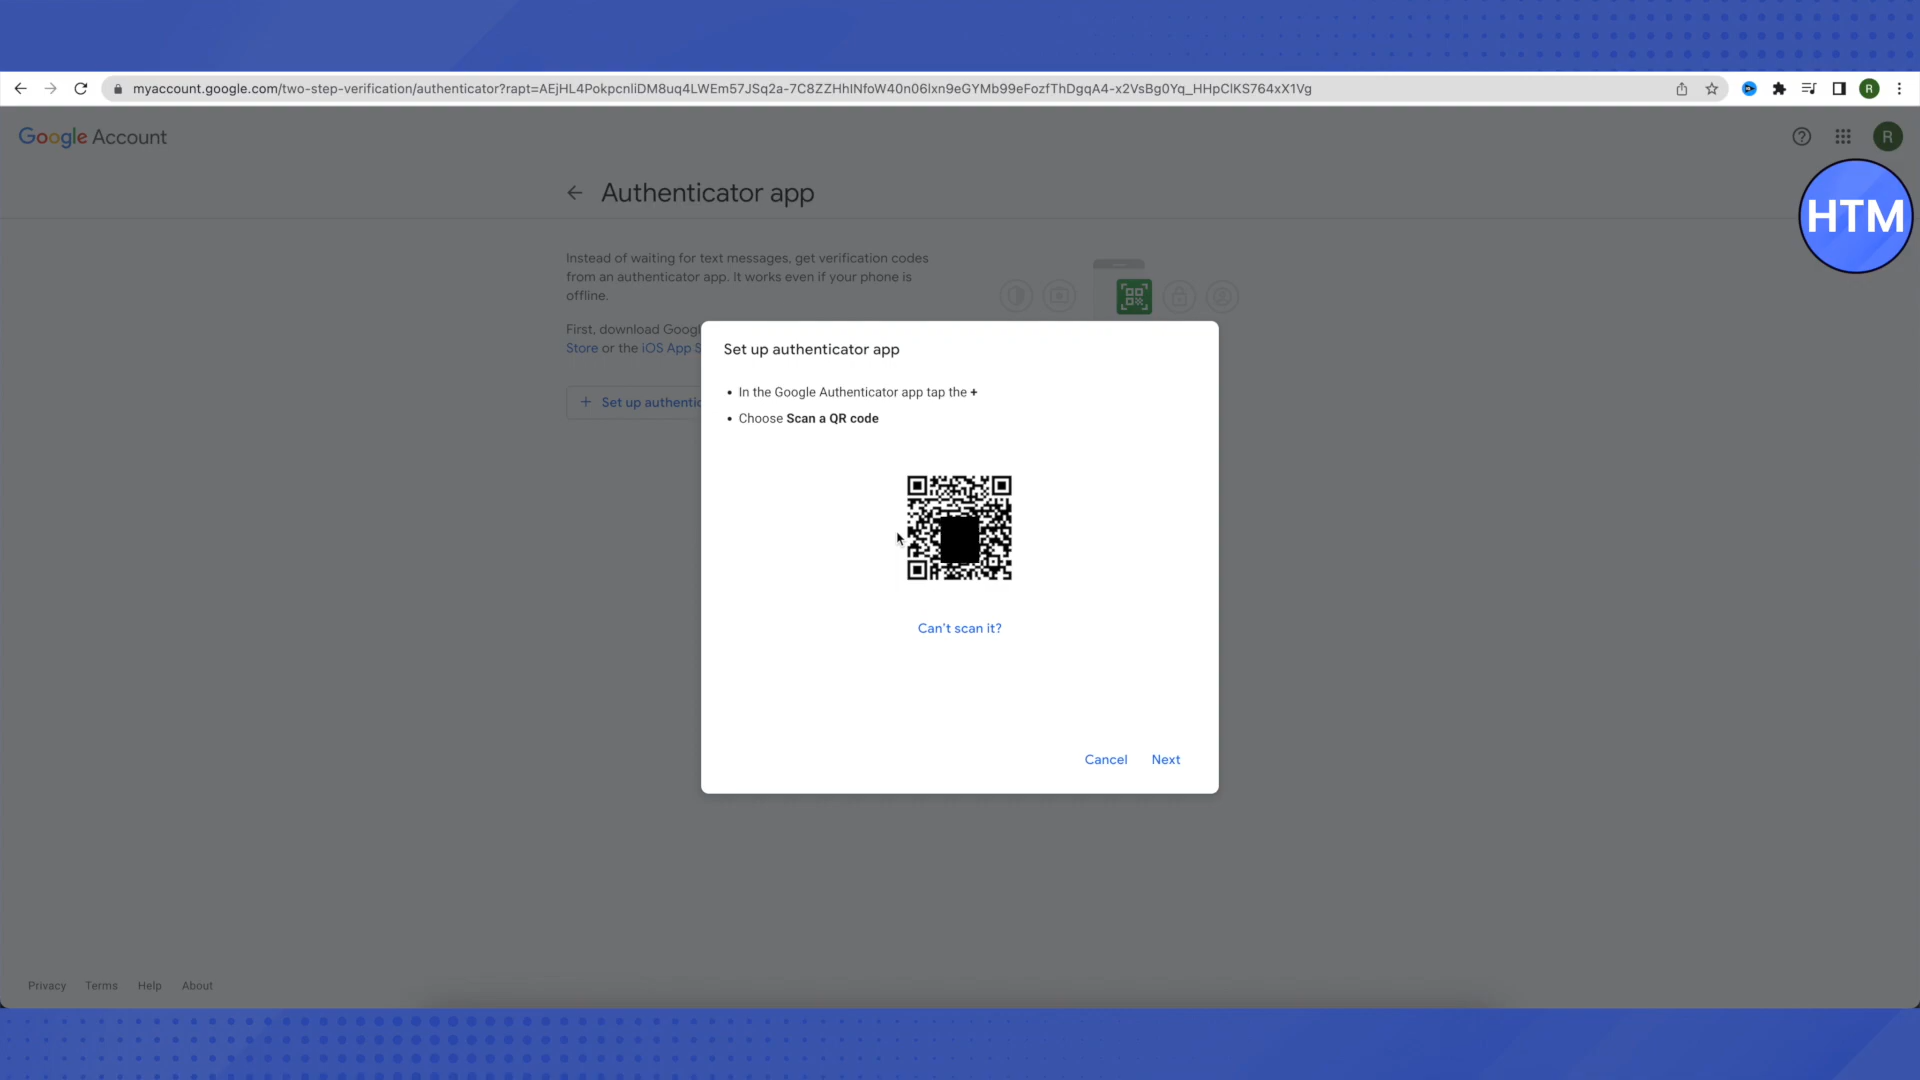 myaccount.google.com/two-step-verification/authenticator?rapt=AEjHL4PokpcnliDM8uq4LWEm57JSq2a-7C8ZZHhINfoW40n06Ixn9eGYMb99eFozfThDgqA4-x2VsBg0Yq_HHpClKS764xX1Vg
R
Google Account
R
HTM
Authenticator app
Instead of waiting for text messages, get verification codes
from an authenticator app. It works even if your phone is
offline.
First, download Googl
Store or the iOS App S
+ Set up authentic
Set up authenticator app
• In the Google Authenticator app tap the +
• Choose Scan a QR code
Can't scan it?
Cancel Next
Privacy Terms Help About